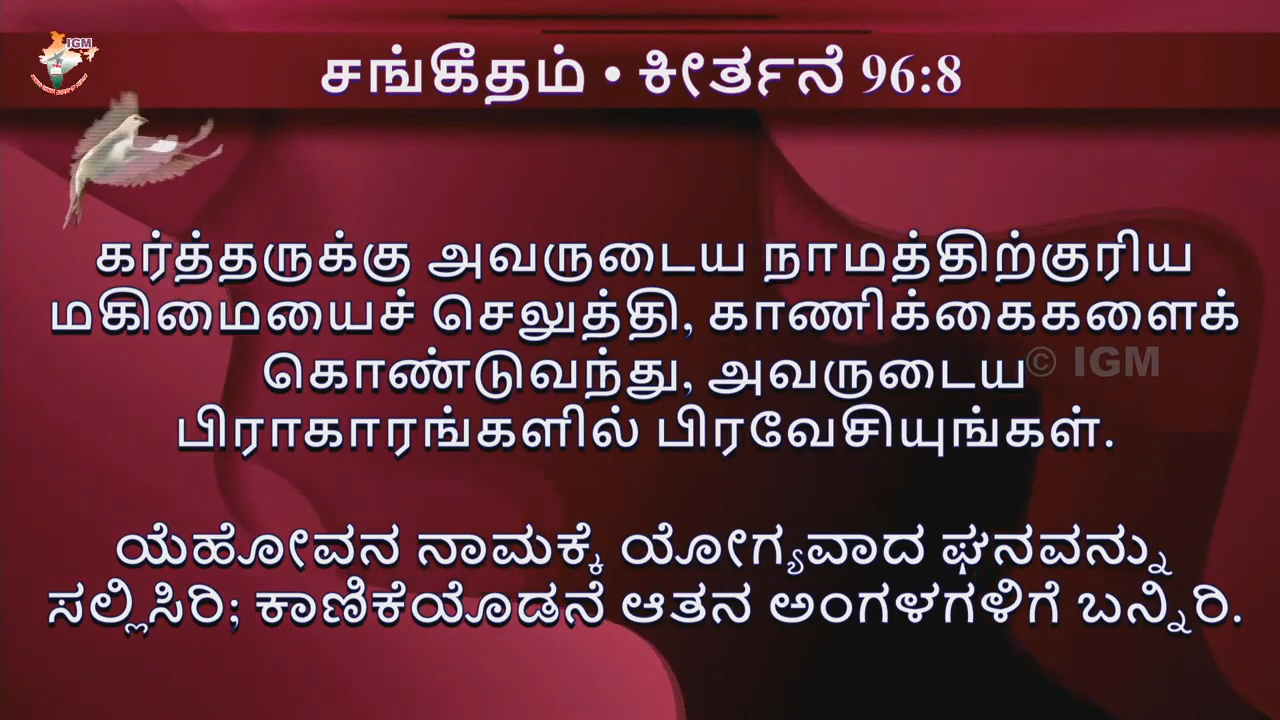 IGM
சங்கீதம் • ಕೀರ್ತನೆ 96:8
கர்த்தருக்கு அவருடைய நாமத்திற்குரிய
மகிமையைச் செலுத்தி, காணிக்கைகளைக்
கொண்டுவந்து, அவருடைய
© IGM
பிராகாரங்களில் பிரவேசியுங்கள்.
ಯೆಹೋವನ ನಾಮಕ್ಕೆ ಯೋಗ್ಯವಾದ ಘನವನ್ನು
ಸಲ್ಲಿಸಿರಿ; ಕಾಣಿಕೆಯೊಡನೆ ಆತನ ಅಂಗಳಗಳಿಗೆ ಬನ್ನಿರಿ.